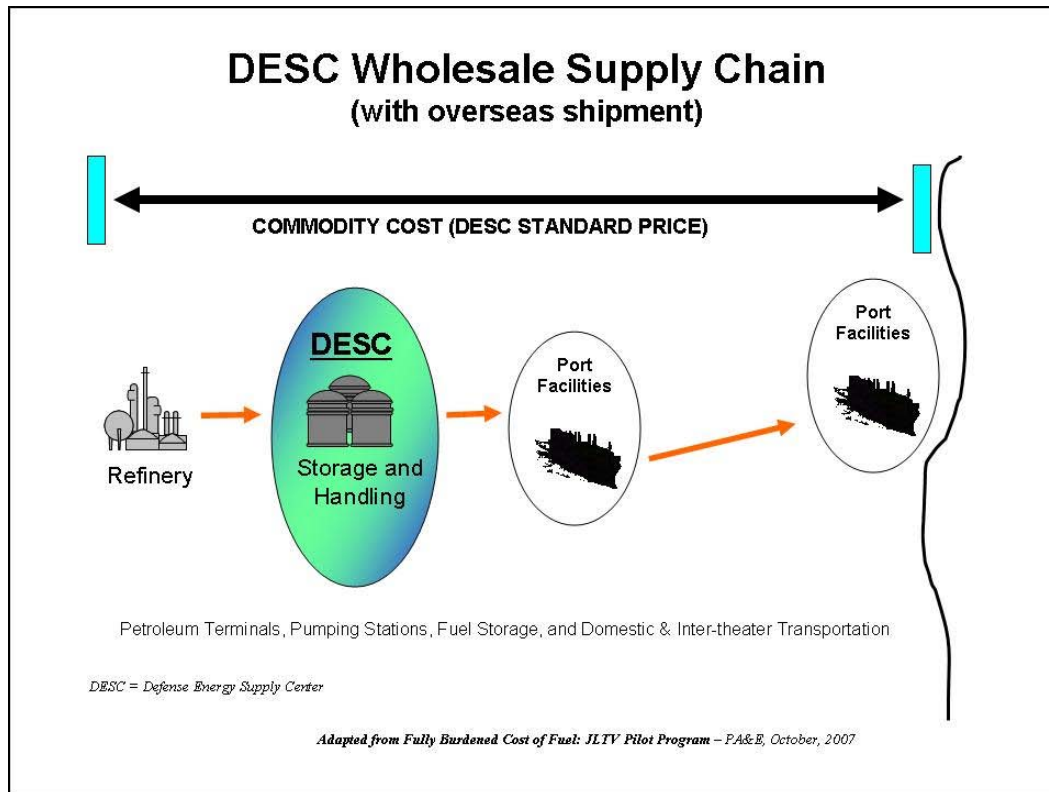 DESC Wholesale Supply Chain
(with overseas shipment)
COMMODITY COST (DESC STANDARD PRICE)
Refinery
DESC
Storage and
Handling
Port
Facilities
Port
Facilities
Petroleum Terminals, Pumping Stations, Fuel Storage, and Domestic & Inter-theater Transportation
DESC = Defense Energy Supply Center
Adapted from Fully Burdened Cost of Fuel: JLTV Pilot Program – PA&E, October, 2007